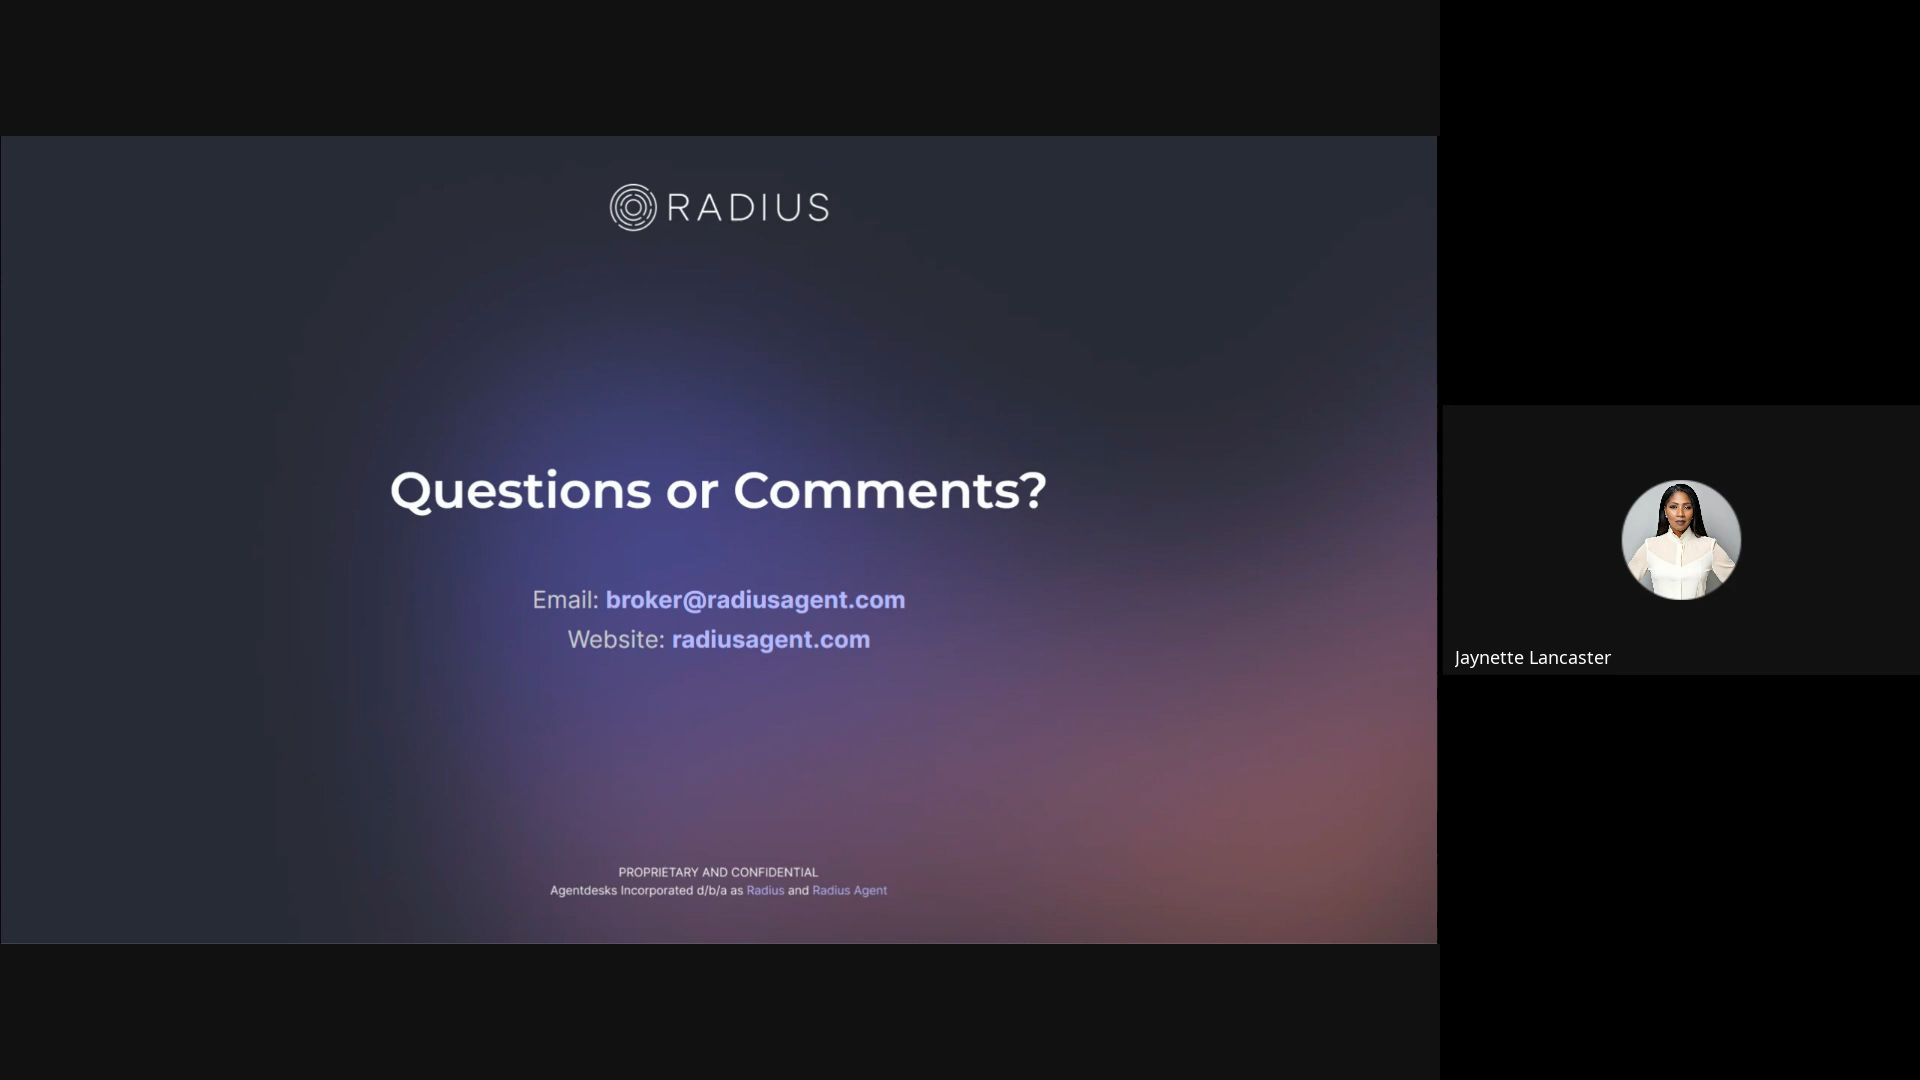 RADIUS
Questions or Comments?
Email: broker@radiusagent.com
Website: radiusagent.com
PROPRIETARY AND CONFIDENTIAL
Agentdesks Incorporated d/b/a as Radius and Radius Agent
Jaynette Lancaster